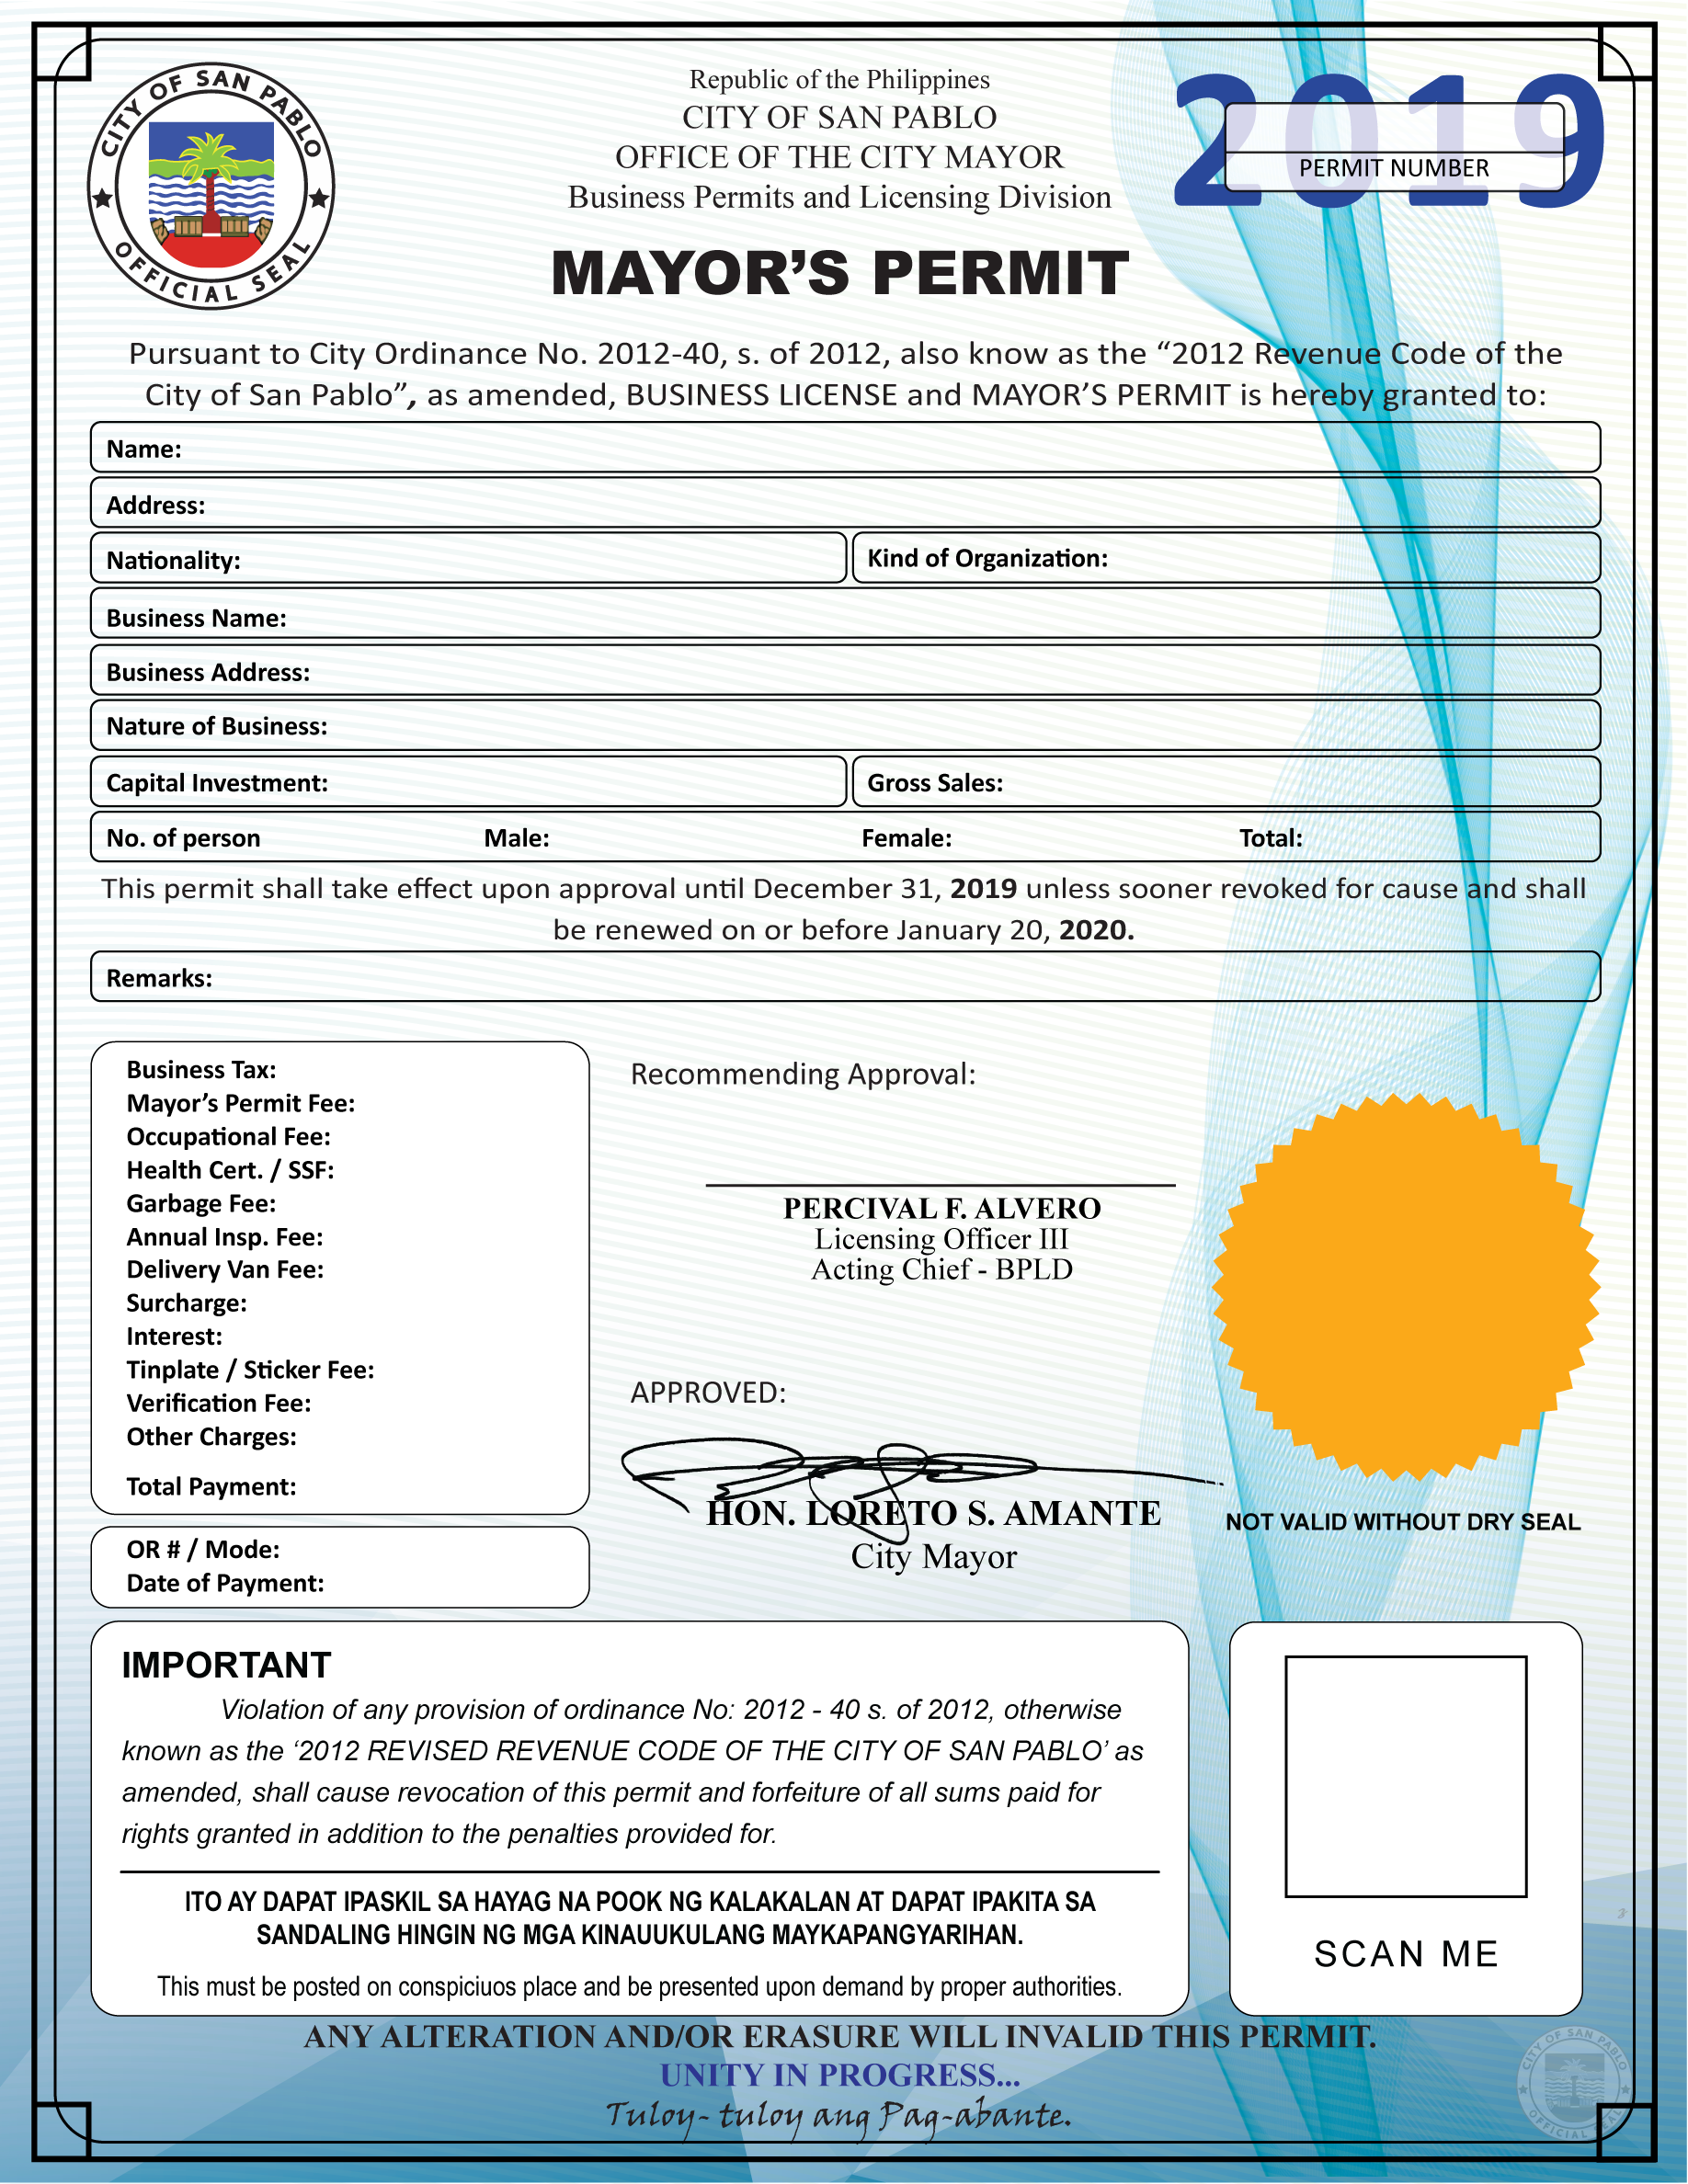 CITY OF SAN PABLO
OFFICIAL SEAL
Republic of the Philippines
CITY OF SAN PABLO
OFFICE OF THE CITY MAYOR
Business Permits and Licensing Division
2019
PERMIT NUMBER
MAYOR'S PERMIT
Pursuant to City Ordinance No. 2012-40, s. of 2012, also know as the “2012 Revenue Code of the
City of San Pablo”, as amended, BUSINESS LICENSE and MAYOR'S PERMIT is hereby granted to:
Name:
Address:
Nationality: Kind of Organization:
Business Name:
Business Address:
Nature of Business:
Capital Investment: Gross Sales:
No. of person Male: Female: Total:
This permit shall take effect upon approval until December 31, 2019 unless sooner revoked for cause and shall
be renewed on or before January 20, 2020.
Remarks:
Business Tax:
Mayor's Permit Fee:
Occupational Fee:
Health Cert. / SSF:
Garbage Fee:
Annual Insp. Fee:
Delivery Van Fee:
Surcharge:
Interest:
Tinplate / Sticker Fee:
Verification Fee:
Other Charges:
Total Payment:
OR # / Mode:
Date of Payment:
Recommending Approval:
PERCIVAL F. ALVERO
Licensing Officer III
Acting Chief - BPLD
APPROVED:
HON. LORETO S. AMANTE
City Mayor
NOT VALID WITHOUT DRY SEAL
IMPORTANT
Violation of any provision of ordinance No: 2012 - 40 s. of 2012, otherwise
known as the ‘2012 REVISED REVENUE CODE OF THE CITY OF SAN PABLO’ as
amended, shall cause revocation of this permit and forfeiture of all sums paid for
rights granted in addition to the penalties provided for.
ITO AY DAPAT IPASKIL SA HAYAG NA POOK NG KALAKALAN AT DAPAT IPAKITA SA
SANDALING HINGIN NG MGA KINAUUKULANG MAYKAPANGYARIHAN.
This must be posted on conspiciuos place and be presented upon demand by proper authorities.
SCAN ME
ANY ALTERATION AND/OR ERASURE WILL INVALID THIS PERMIT.
UNITY IN PROGRESS...
Tuloy- tuloy ang Pag-abante.
CITY OF SAN PABLO
OFFICIAL SEAL